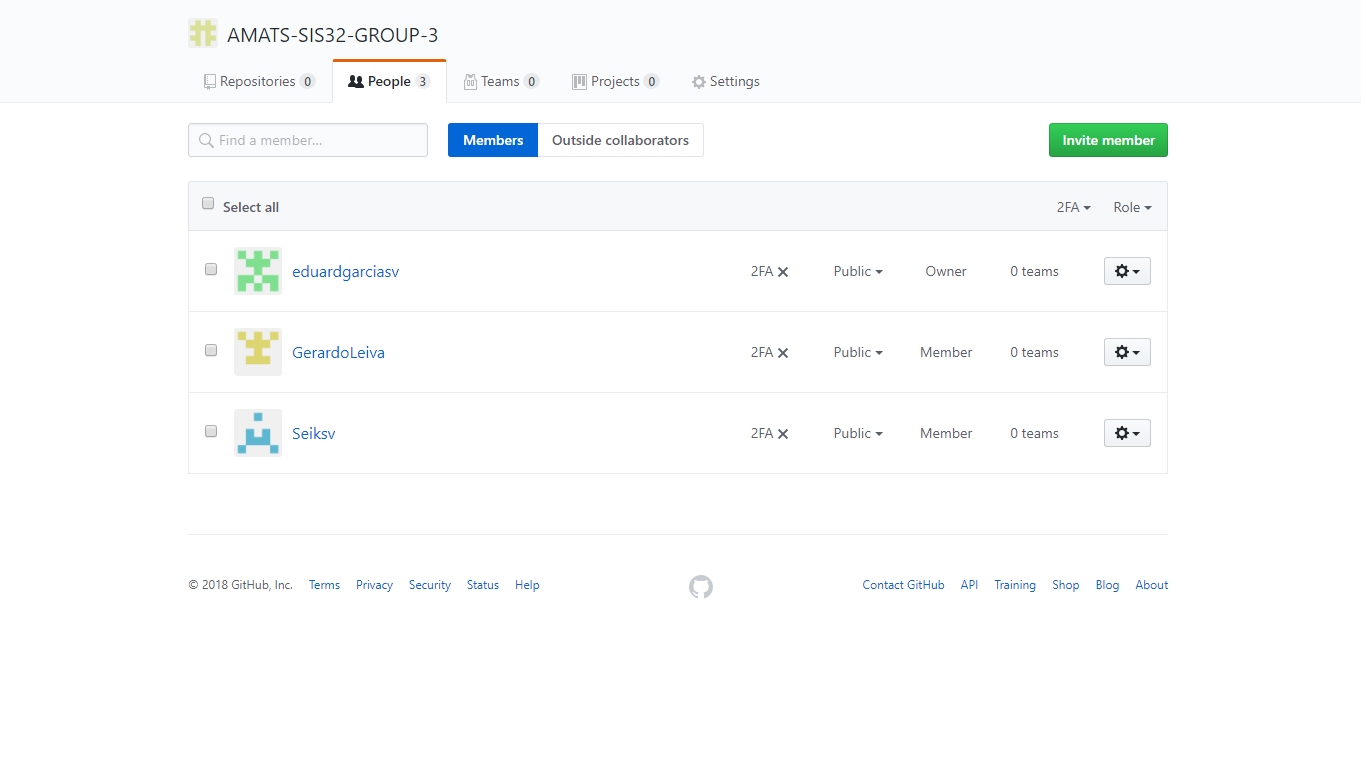 AMATS-SIS32-GROUP-3
Repositories 0 People 3 Teams 0 Projects 0 Settings
Find a member... Members Outside collaborators Invite member
Select all 2FA Role
eduardgarciasv 2FA Public Owner 0 teams
GerardoLeiva 2FA Public Member 0 teams
Seiksv 2FA Public Member 0 teams
© 2018 GitHub, Inc. Terms Privacy Security Status Help Contact GitHub API Training Shop Blog About